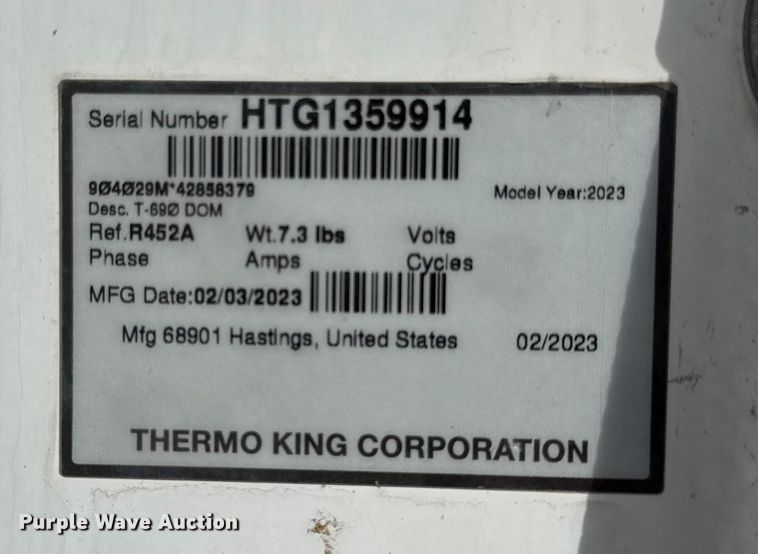 Serial Number HTG1359914
9Ø4Ø29M*42858379 Model Year:2023
Desc. T-69Ø DOM
Ref.R452A Wt.7.3 lbs Volts
Phase Amps Cycles
MFG Date:02/03/2023
Mfg 68901 Hastings, United States 02/2023
THERMO KING CORPORATION
Purple Wave Auction